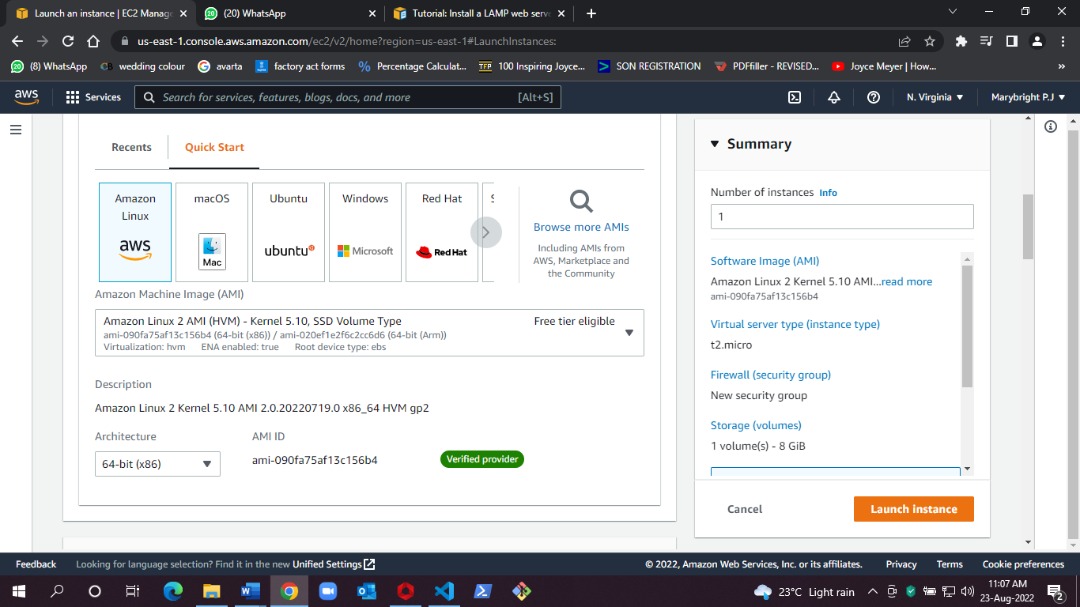 Launch an instance | EC2 Manage
(20) WhatsApp
Tutorial: Install a LAMP web serve
us-east-1.console.aws.amazon.com/ec2/v2/home?region=us-east-1#LaunchInstances:
(8) WhatsApp
wedding colour
avarta
factory act forms
Percentage Calculat...
100 Inspiring Joyce...
SON REGISTRATION
PDFfiller - REVISED...
Joyce Meyer | How...
»
aws
Services
Search for services, features, blogs, docs, and more
[Alt+S]
N. Virginia
Marybright P.J
Recents
Quick Start
Amazon
Linux
aws
macOS
Mac
Ubuntu
ubuntu
Windows
Microsoft
Red Hat
Red Hat
S
Browse more AMIs
Including AMIs from
AWS, Marketplace and
the Community
Amazon Machine Image (AMI)
Amazon Linux 2 AMI (HVM) - Kernel 5.10, SSD Volume Type
Free tier eligible
ami-090fa75af13c156b4 (64-bit (x86)) / ami-020ef1e2f6c2cc6d6 (64-bit (Arm))
Virtualization: hvm ENA enabled: true Root device type: ebs
Description
Amazon Linux 2 Kernel 5.10 AMI 2.0.20220719.0 x86_64 HVM gp2
Architecture
AMI ID
64-bit (x86)
ami-090fa75af13c156b4
Verified provider
Summary
Number of instances Info
1
Software Image (AMI)
Amazon Linux 2 Kernel 5.10 AMI...read more
ami-090fa75af13c156b4
Virtual server type (instance type)
t2.micro
Firewall (security group)
New security group
Storage (volumes)
1 volume(s) - 8 GiB
Cancel
Launch instance
Feedback
Looking for language selection? Find it in the new Unified Settings
© 2022, Amazon Web Services, Inc. or its affiliates.
Privacy
Terms
Cookie preferences
23°C Light rain
11:07 AM
23-Aug-2022
2